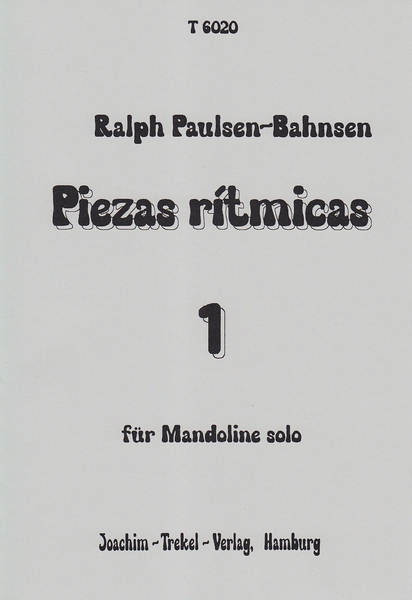 T 6020
Ralph Paulsen-Bahnsen
Piezas rítmicas
1
für Mandoline solo
Joachim-Trekel-Verlag, Hamburg